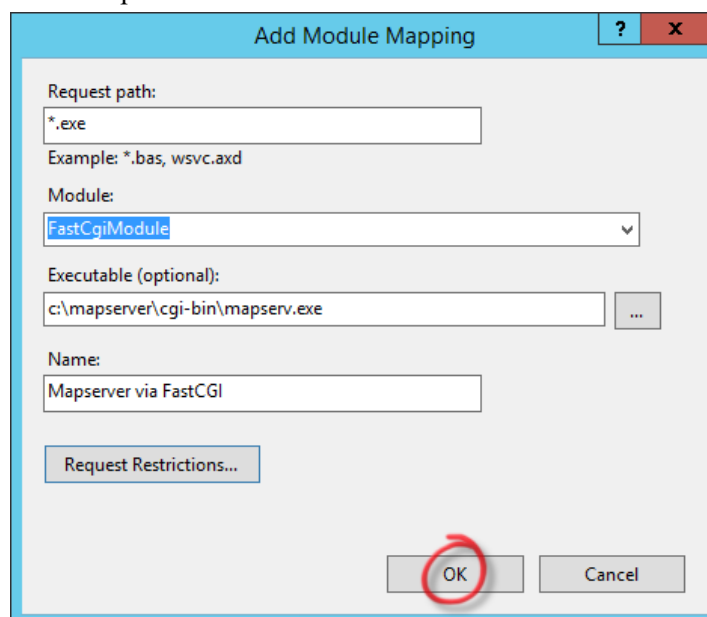 Add Module Mapping
?
x
Request path:
*.exe
Example: *.bas, wsvc.axd
Module:
FastCgiModule
Executable (optional):
c:\mapserver\cgi-bin\mapserv.exe
...
Name:
Mapserver via FastCGI
Request Restrictions...
OK
Cancel